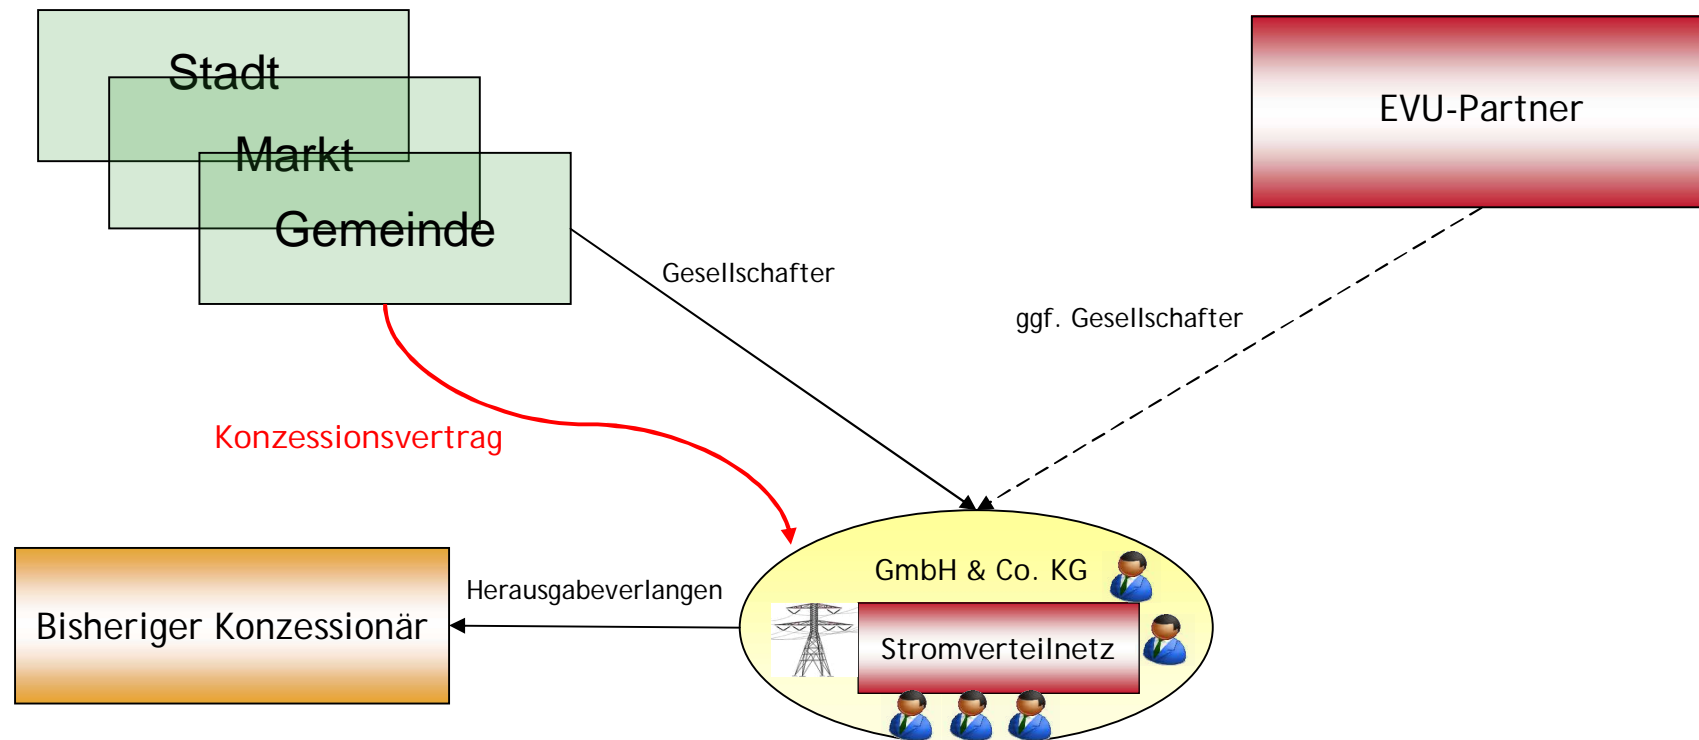 Stadt
Markt
Gemeinde
EVU-Partner
Gesellschafter
ggf. Gesellschafter
Konzessionsvertrag
GmbH & Co. KG
Herausgabeverlangen
Bisheriger Konzessionär
Stromverteilnetz